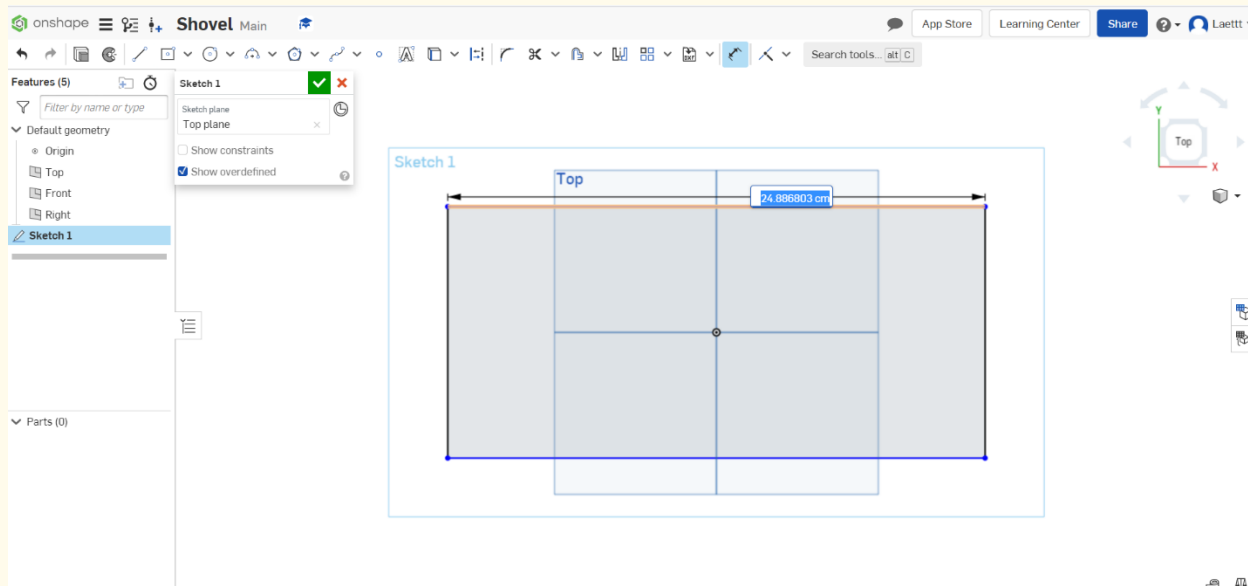 onshape Shovel Main App Store Learning Center Share Laettt
Search tools... alt C
Features (5)
Filter by name or type
Default geometry
Origin
Top
Front
Right
Sketch 1
Parts (0)
Sketch 1
Sketch plane
Top plane
Show constraints
Show overdefined
Sketch 1
Top
24.886803 cm
Y
Top
X